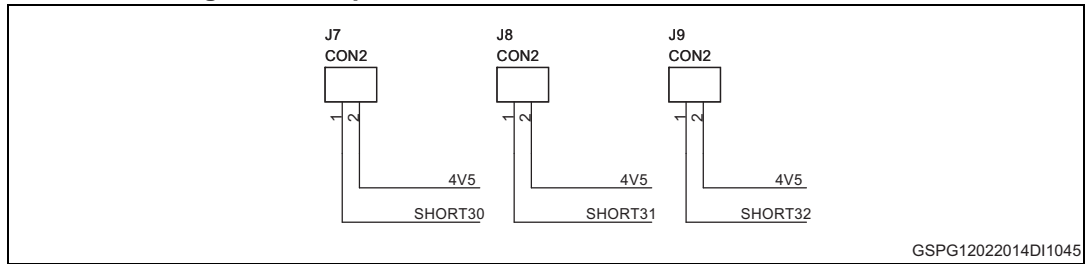 J7
CON2
1
2
4V5
SHORT30
J8
CON2
1
2
4V5
SHORT31
J9
CON2
1
2
4V5
SHORT32
GSPG12022014DI1045